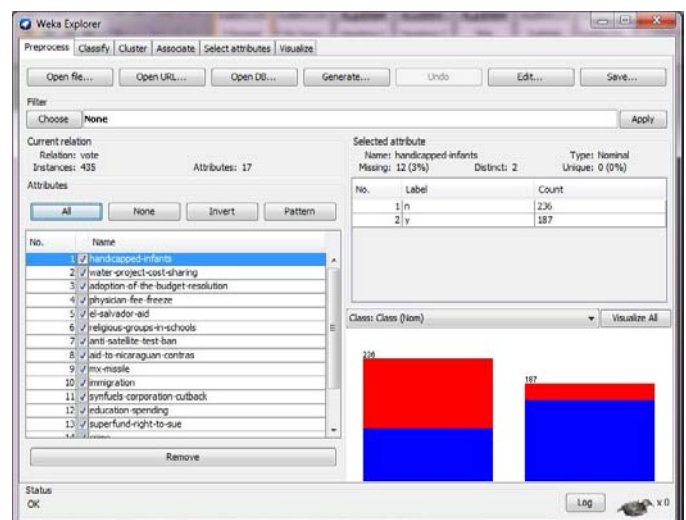 Weka Explorer
Preprocess Classify Cluster Associate Select attributes Visualize
Open file... Open URL... Open DB... Generate... Undo Edit... Save...
Filter
Choose None Apply
Current relation
Relation: vote
Instances: 435 Attributes: 17
Attributes
All None Invert Pattern
No. Name
1 handicapped-infants
2 water-project-cost-sharing
3 adoption-of-the-budget-resolution
4 physician-fee-freeze
5 el-salvador-aid
6 religious-groups-in-schools
7 anti-satellite-test-ban
8 aid-to-nicaraguan-contras
9 mx-missile
10 immigration
11 synfuels-corporation-cutback
12 education-spending
13 superfund-right-to-sue
Remove
Selected attribute
Name: handicapped-infants Type: Nominal
Missing: 12 (3%) Distinct: 2 Unique: 0 (0%)
No. Label Count
1 n 236
2 y 187
Class: Class (Nom) Visualize All
236
187
Status
OK
Log x 0